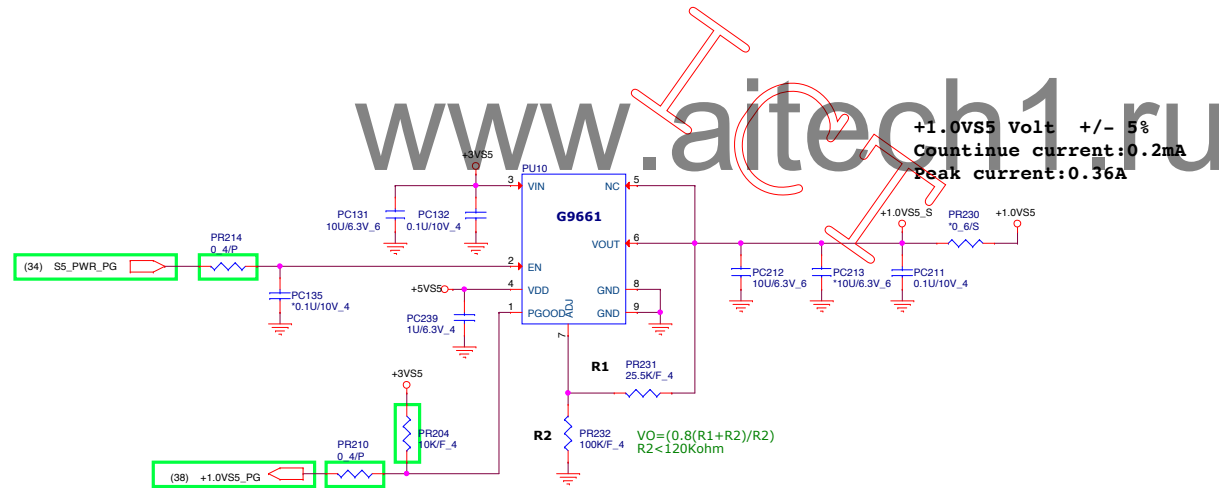 www.aitech1.ru
+1.0VS5 Volt +/- 5%
Countinue current:0.2mA
Peak current:0.36A
+3VS5
PU10
3
VIN
NC
5
PC131
10U/6.3V_6
PC132
0.1U/10V_4
G9661
+1.0VS5_S
PR230
*0_6/S
+1.0VS5
PR214
0_4/P
VOUT
6
(34) S5_PWR_PG
2
EN
PC212
10U/6.3V_6
PC213
*10U/6.3V_6
PC211
0.1U/10V_4
PC135
*0.1U/10V_4
+5VS5
4
VDD
GND
8
PC239
1U/6.3V_4
1
PGOOD
ADJ
GND
9
7
R1
PR231
25.5K/F_4
+3VS5
PR204
10K/F_4
R2
PR232
100K/F_4
VO=(0.8(R1+R2)/R2)
R2<120Kohm
PR210
0_4/P
(38) +1.0VS5_PG